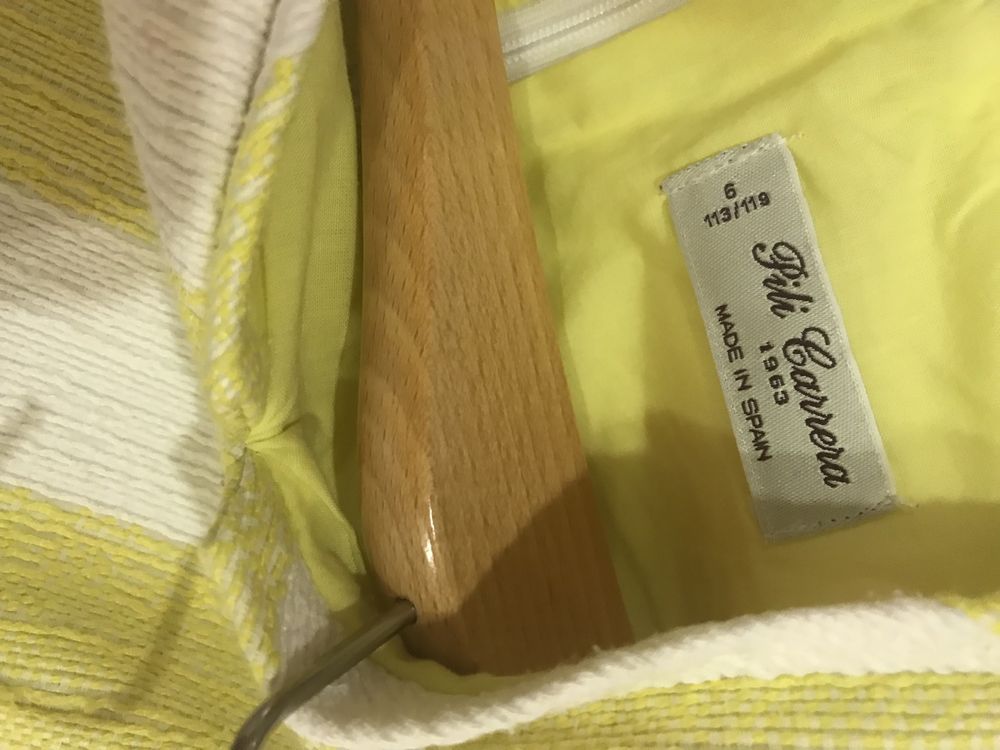 6
113/119
Pili Carrera
1963
MADE IN SPAIN